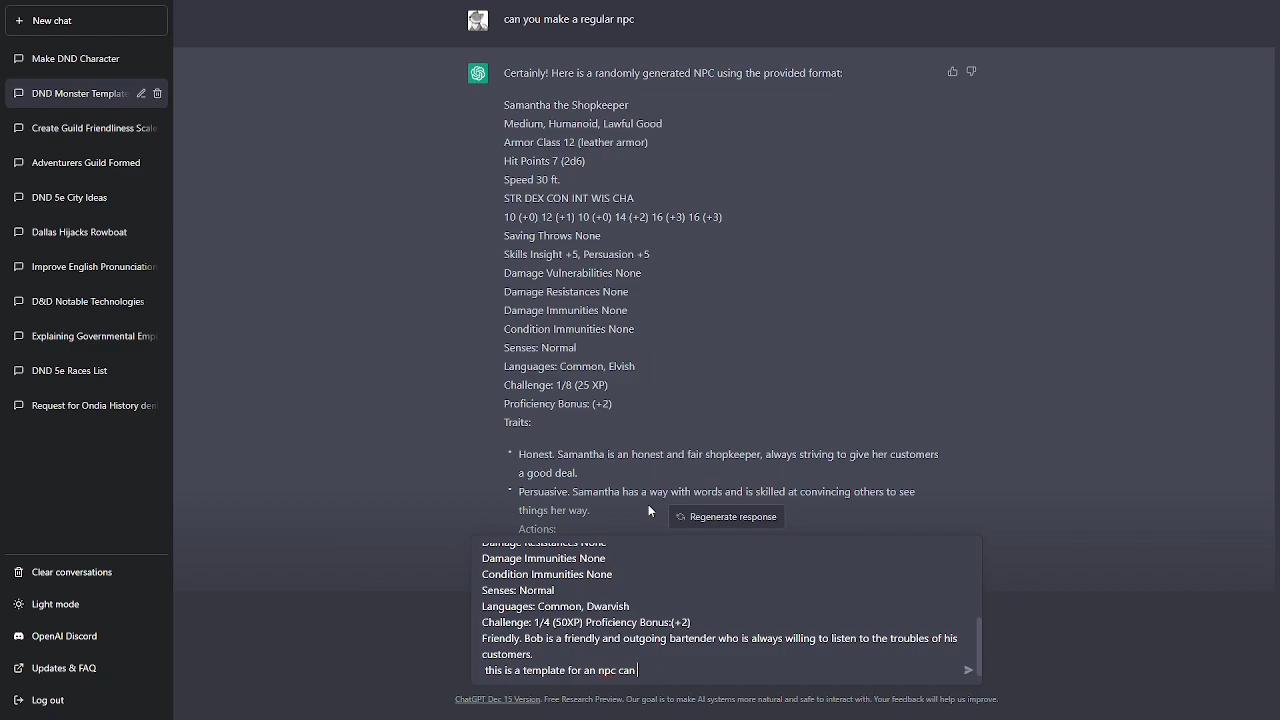 New chat
Make DND Character
DND Monster Template
Create Guild Friendliness Scale
Adventurers Guild Formed
DND 5e City Ideas
Dallas Hijacks Rowboat
Improve English Pronunciation
D&D Notable Technologies
Explaining Governmental Emp
DND 5e Races List
Request for Ondia History den
Clear conversations
Light mode
OpenAI Discord
Updates & FAQ
Log out
can you make a regular npc
Certainly! Here is a randomly generated NPC using the provided format:
Samantha the Shopkeeper
Medium, Humanoid, Lawful Good
Armor Class 12 (leather armor)
Hit Points 7 (2d6)
Speed 30 ft.
STR DEX CON INT WIS CHA
10 (+0) 12 (+1) 10 (+0) 14 (+2) 16 (+3) 16 (+3)
Saving Throws None
Skills Insight +5, Persuasion +5
Damage Vulnerabilities None
Damage Resistances None
Damage Immunities None
Condition Immunities None
Senses: Normal
Languages: Common, Elvish
Challenge: 1/8 (25 XP)
Proficiency Bonus: (+2)
Traits:
• Honest. Samantha is an honest and fair shopkeeper, always striving to give her customers
a good deal.
• Persuasive. Samantha has a way with words and is skilled at convincing others to see
things her way.
Actions:
Regenerate response
Damage Resistances None
Damage Immunities None
Condition Immunities None
Senses: Normal
Languages: Common, Dwarvish
Challenge: 1/4 (50XP) Proficiency Bonus:(+2)
Friendly. Bob is a friendly and outgoing bartender who is always willing to listen to the troubles of his
customers.
this is a template for an npc can
ChatGPT Dec 15 Version. Free Research Preview. Our goal is to make AI systems more natural and safe to interact with. Your feedback will help us improve.